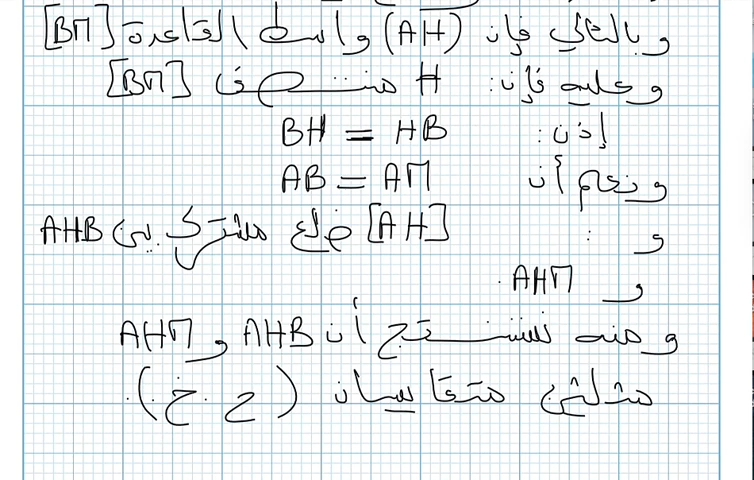 وبالتالي فإن (AH) واسط القاعدة [BM]
وعليه فإن: H منتصف [BM]
إذن: BH = HB
ونعلم أن AB = AM
و: [AH] ضلع مشترك بين AHB
و AHM.
ومنه نستنتج أن AHB و AHM
مثلثين متقايسان (ح. خ).